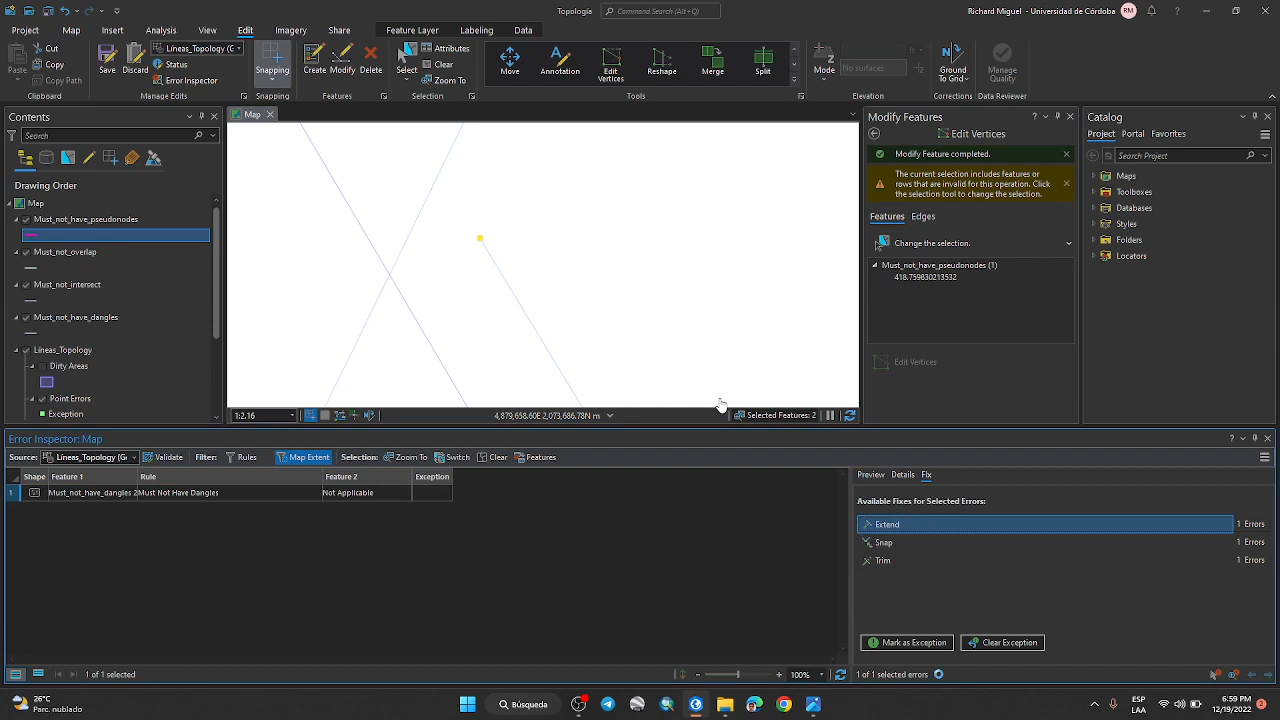 Topologis
Command Search (Alt+Q)
Richard Miguel - Universidad de Córdoba
RM
?
Project
Map
Insert
Analysis
View
Edit
Imagery
Share
Feature Layer
Labeling
Data
Paste
Cut
Copy
Copy Path
Clipboard
Save
Discard
Líneas_Topology (G
Status
Error Inspector
Manage Edits
Snapping
Snapping
Create
Modify
Delete
Features
Select
Attributes
Clear
Zoom To
Selection
Move
Annotation
Edit
Vertices
Reshape
Merge
Split
Tools
Mode
ft
No surfaces
Elevation
Ground
To Grid
Corrections
Manage
Quality
Data Reviewer
Contents
Search
Drawing Order
Map
Must_not_have_pseudonodes
Must_not_overlap
Must_not_intersect
Must_not_have_dangles
Líneas_Topology
Dirty Areas
Point Errors
Exception
Map
1:2,16
4,879,658.60E 2,073,686.78N m
Selected Features: 2
Modify Features
?
Edit Vertices
Modify Feature completed.
The current selection includes features or
rows that are invalid for this operation. Click
the selection tool to change the selection.
Features
Edges
Change the selection.
Must_not_have_pseudonodes (1)
418.759830213532
Edit Vertices
Catalog
Project
Portal
Favorites
Search Project
Maps
Toolboxes
Databases
Styles
Folders
Locators
Error Inspector: Map
?
Source:
Líneas_Topology (G
Validate
Filter:
Rules
Map Extent
Selection:
Zoom To
Switch
Clear
Features
Shape
Feature 1
Rule
Feature 2
Exception
1
Must_not_have_dangles 2
Must Not Have Dangles
Not Applicable
Preview
Details
Fix
Available Fixes for Selected Errors:
Extend
1 Errors
Snap
1 Errors
Trim
1 Errors
Mark as Exception
Clear Exception
1 of 1 selected
100%
1 of 1 selected errors
26°C
Parc. nublado
Búsqueda
ESP
LAA
6:59 PM
12/19/2022
2